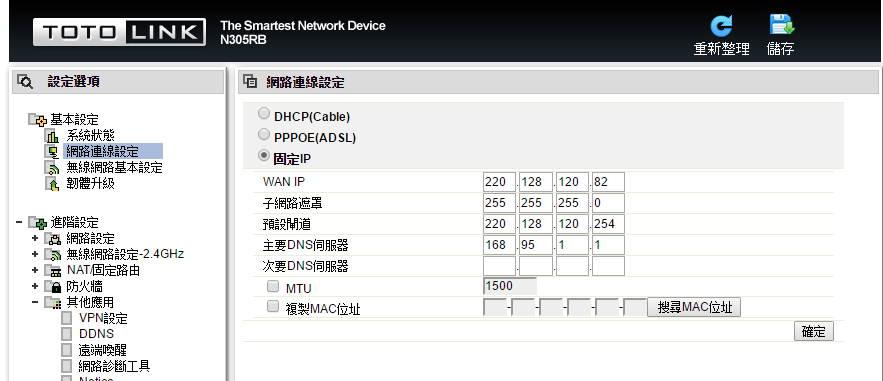 TOTO LINK
The Smartest Network Device
N305RB
重新整理 儲存
設定選項
基本設定
系統狀態
網路連線設定
無線網路基本設定
韌體升級
進階設定
網路設定
無線網路設定-2.4GHz
NAT/固定路由
防火牆
其他應用
VPN設定
DDNS
遠端喚醒
網路診斷工具
網路連線設定
DHCP(Cable)
PPPOE(ADSL)
固定IP
WAN IP 220.128.120.82
子網路遮罩 255.255.255.0
預設閘道 220.128.120.254
主要DNS伺服器 168.95.1.1
次要DNS伺服器 . . .
MTU 1500
複製MAC位址 - - - - - 搜尋MAC位址
確定